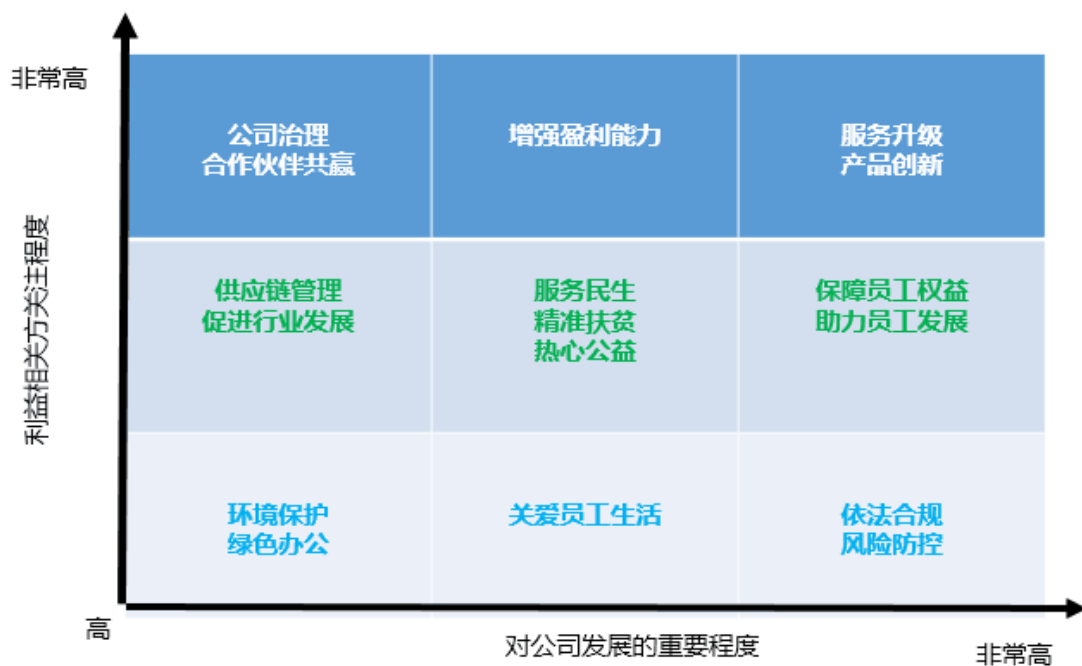 非常高
公司治理
合作伙伴共赢
增强盈利能力
服务升级
产品创新
利益相关方关注程度
供应链管理
促进行业发展
服务民生
精准扶贫
热心公益
保障员工权益
助力员工发展
环境保护
绿色办公
关爱员工生活
依法合规
风险防控
高
对公司发展的重要程度
非常高